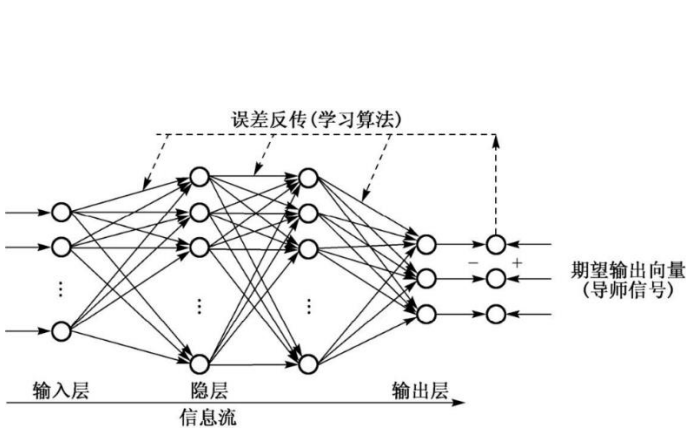 误差反传(学习算法)
− +
期望输出向量
(导师信号)
⋮ ⋮ ⋮
输入层 隐层 输出层
信息流